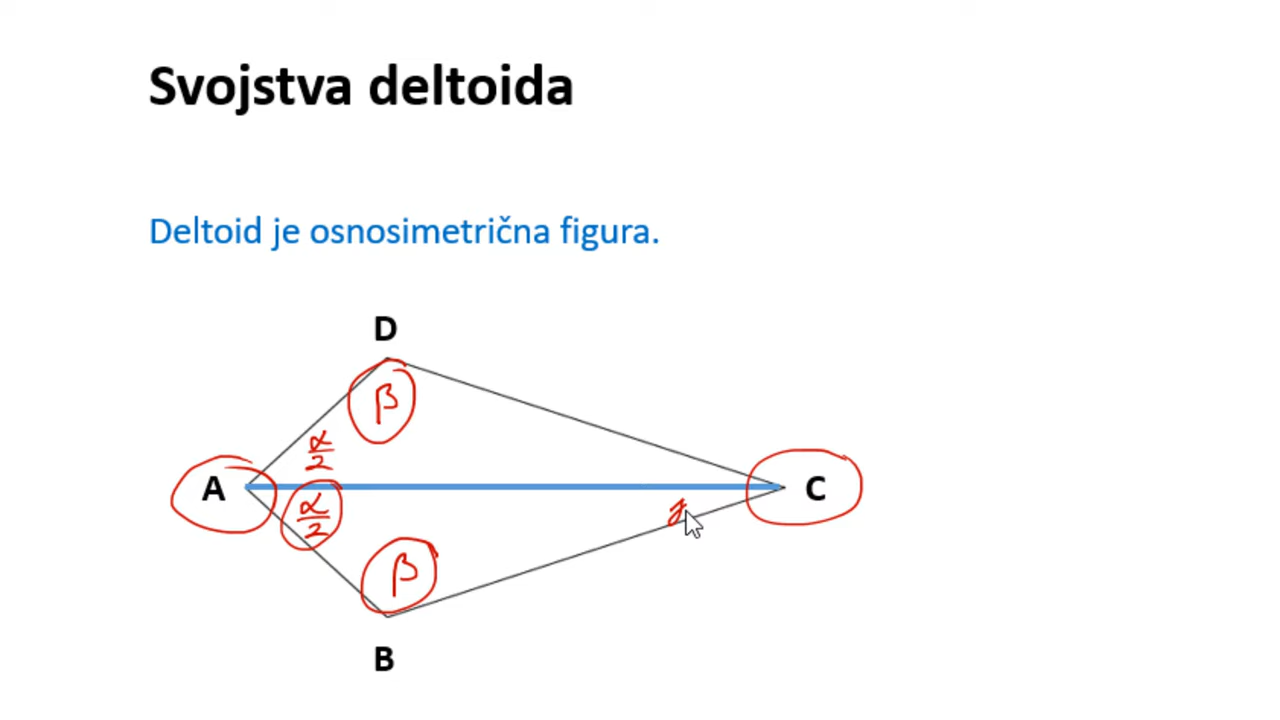 Svojstva deltoida
Deltoid je osnosimetrična figura.
D
β
α/2
A
C
α/2
β
B